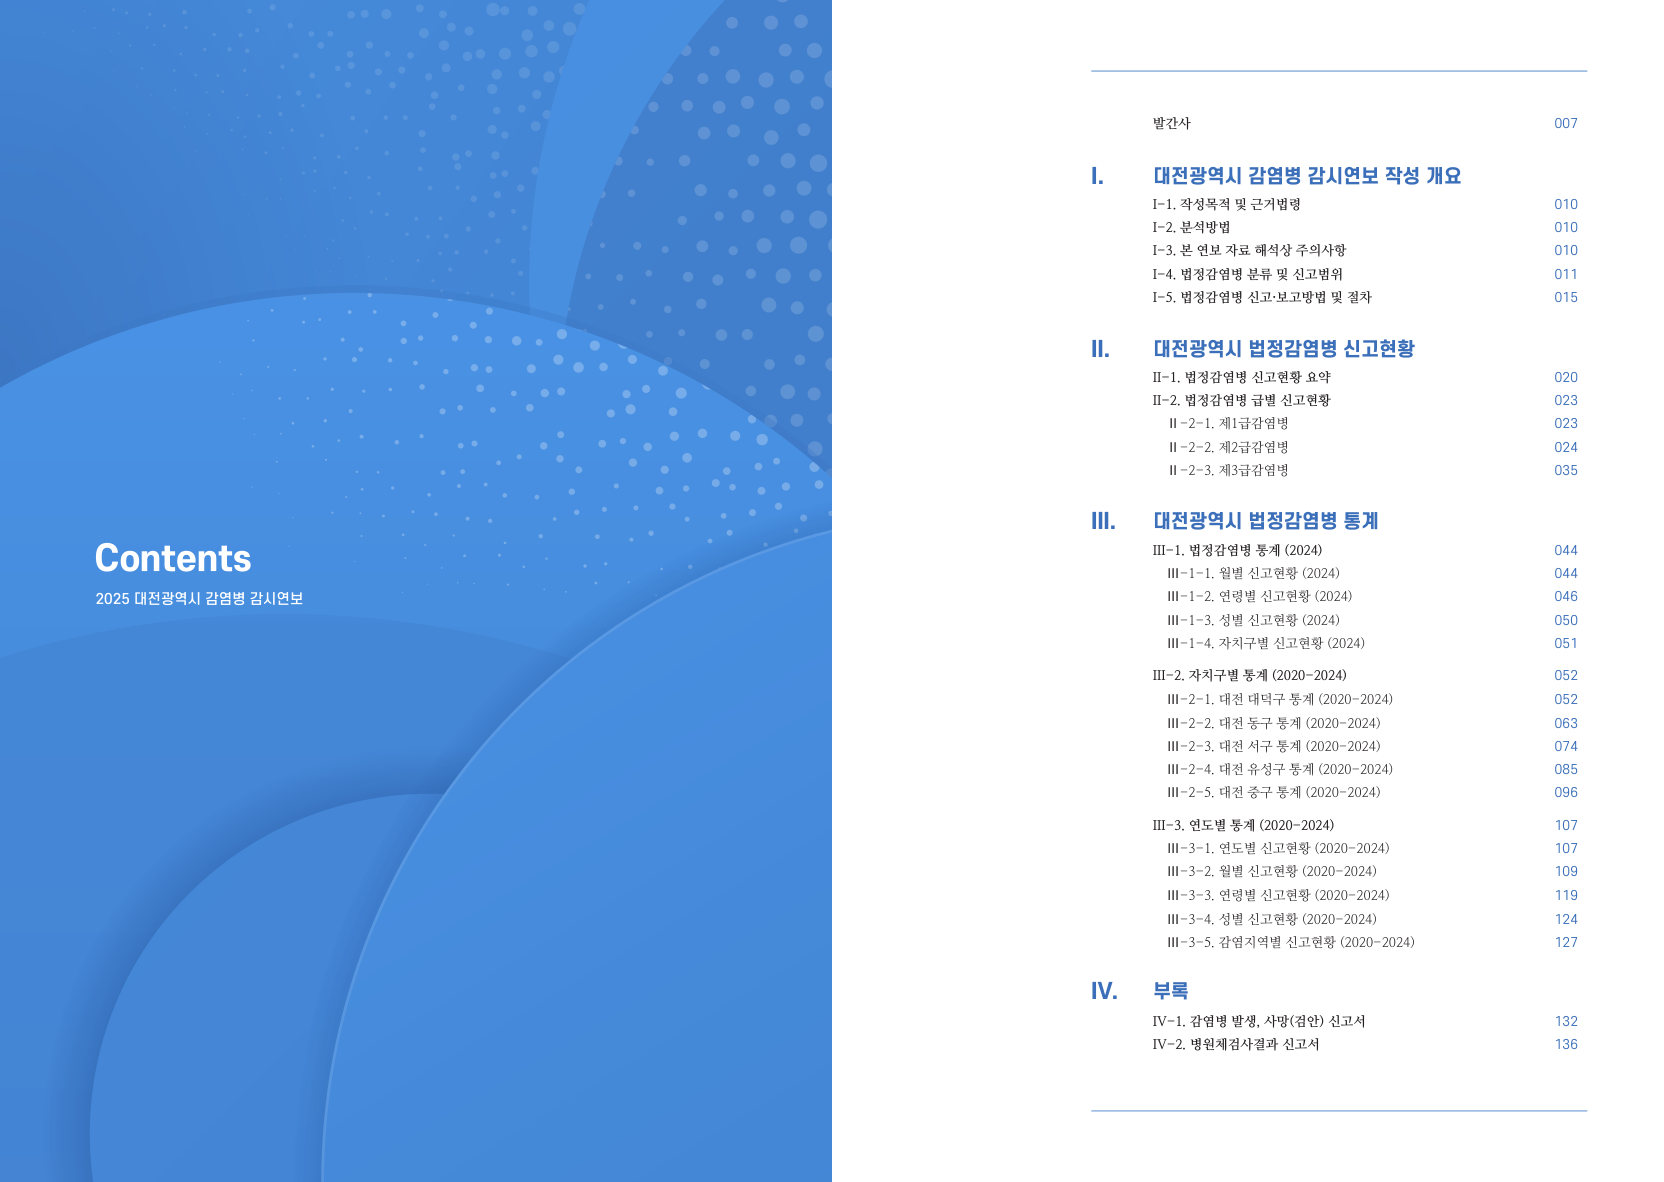 Contents
2025 대전광역시 감염병 감시연보
발간사 007
I. 대전광역시 감염병 감시연보 작성 개요
I-1. 작성목적 및 근거법령 010
I-2. 분석방법 010
I-3. 본 연보 자료 해석상 주의사항 010
I-4. 법정감염병 분류 및 신고범위 011
I-5. 법정감염병 신고·보고방법 및 절차 015
II. 대전광역시 법정감염병 신고현황
II-1. 법정감염병 신고현황 요약 020
II-2. 법정감염병 급별 신고현황 023
II-2-1. 제1급감염병 023
II-2-2. 제2급감염병 024
II-2-3. 제3급감염병 035
III. 대전광역시 법정감염병 통계
III-1. 법정감염병 통계 (2024) 044
III-1-1. 월별 신고현황 (2024) 044
III-1-2. 연령별 신고현황 (2024) 046
III-1-3. 성별 신고현황 (2024) 050
III-1-4. 자치구별 신고현황 (2024) 051
III-2. 자치구별 통계 (2020-2024) 052
III-2-1. 대전 대덕구 통계 (2020-2024) 052
III-2-2. 대전 동구 통계 (2020-2024) 063
III-2-3. 대전 서구 통계 (2020-2024) 074
III-2-4. 대전 유성구 통계 (2020-2024) 085
III-2-5. 대전 중구 통계 (2020-2024) 096
III-3. 연도별 통계 (2020-2024) 107
III-3-1. 연도별 신고현황 (2020-2024) 107
III-3-2. 월별 신고현황 (2020-2024) 109
III-3-3. 연령별 신고현황 (2020-2024) 119
III-3-4. 성별 신고현황 (2020-2024) 124
III-3-5. 감염지역별 신고현황 (2020-2024) 127
IV. 부록
IV-1. 감염병 발생, 사망(검안) 신고서 132
IV-2. 병원체검사결과 신고서 136